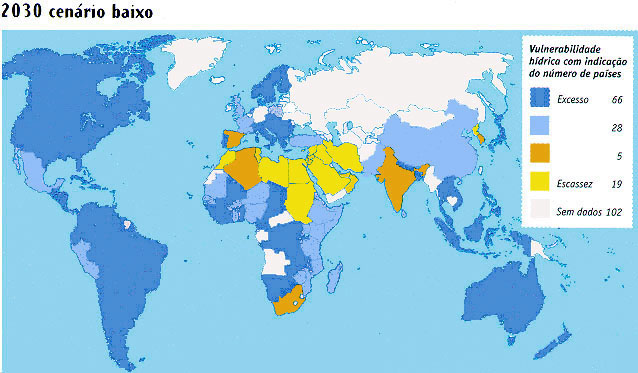 2030 cenário baixo
Vulnerabilidade
hídrica com indicação
do número de países
Excesso 66
28
5
Escassez 19
Sem dados 102